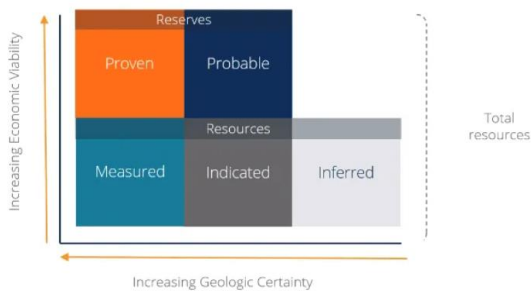 Reserves
Proven
Probable
Resources
Measured
Indicated
Inferred
Increasing Economic Viability
Increasing Geologic Certainty
Total
resources